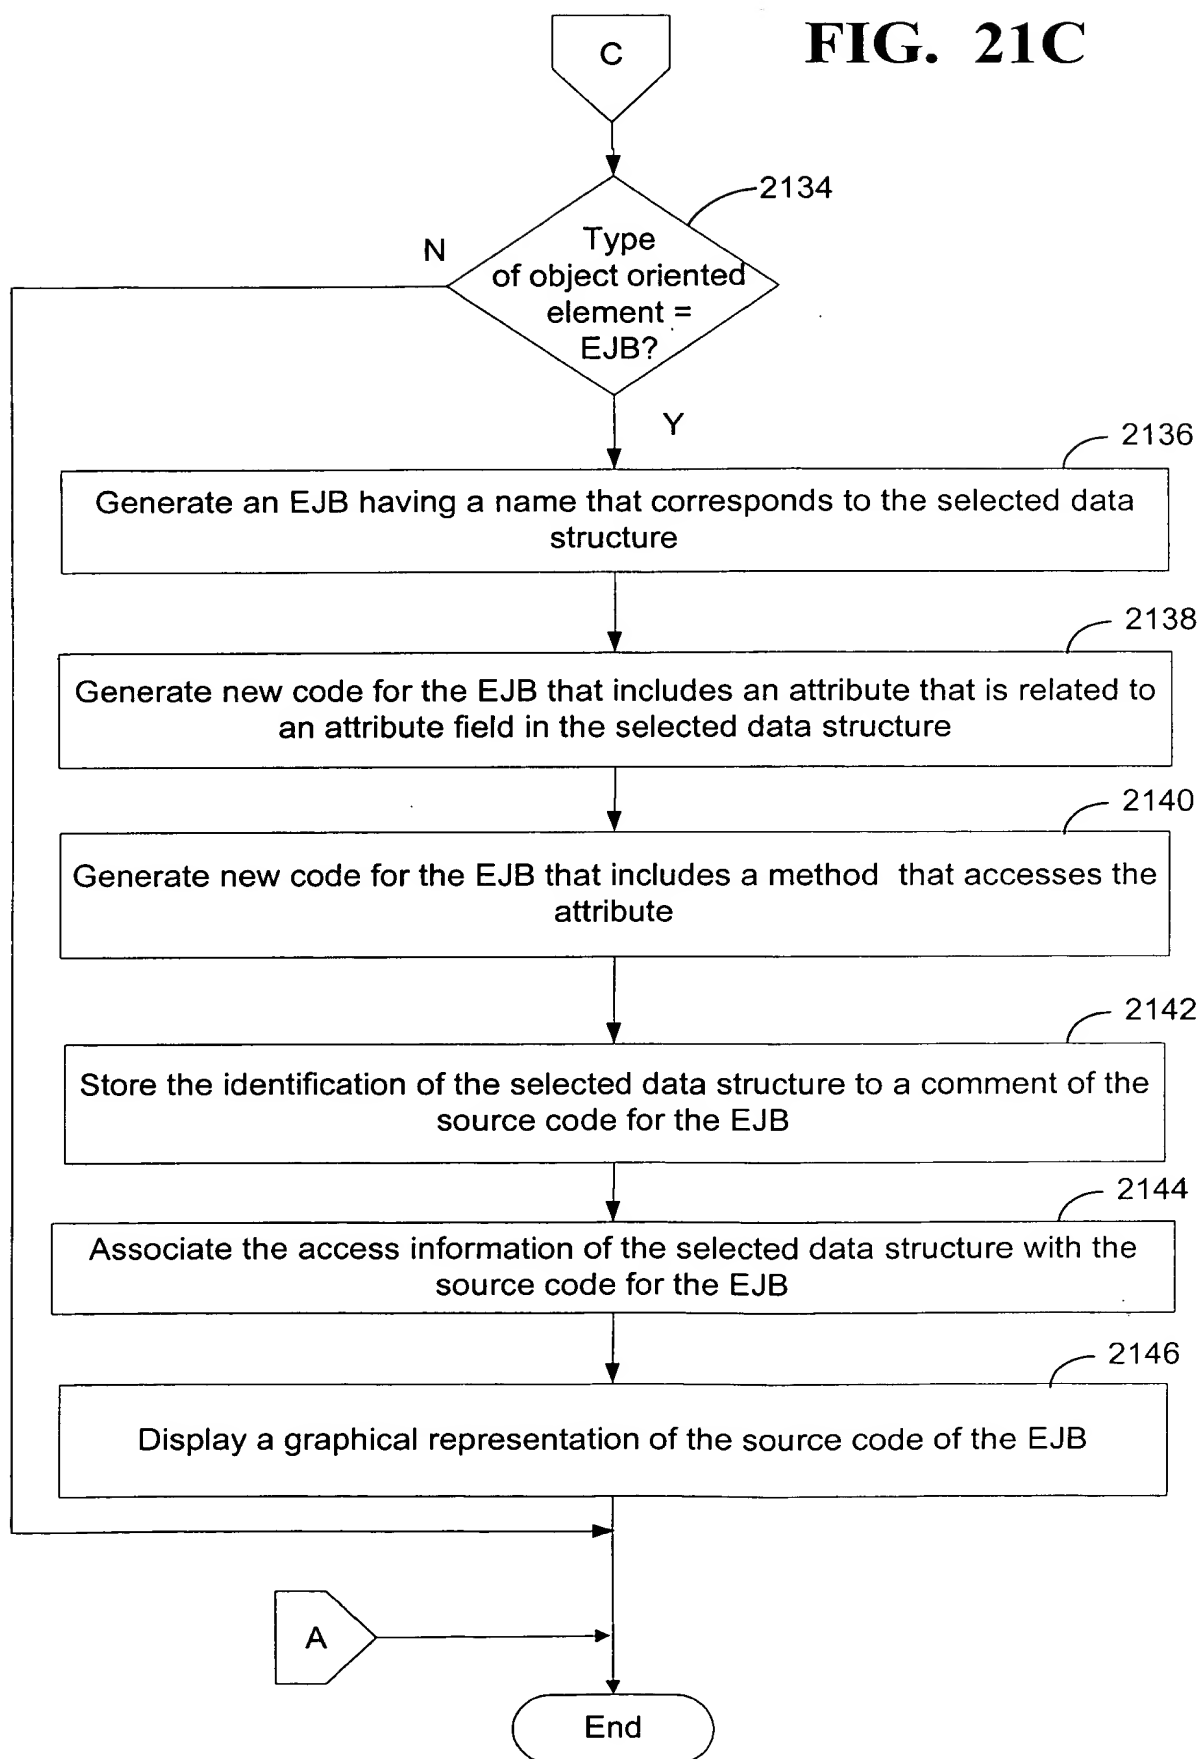 FIG. 21C
C
2134
N
Type
of object oriented
element =
EJB?
Y
2136
Generate an EJB having a name that corresponds to the selected data
structure
2138
Generate new code for the EJB that includes an attribute that is related to
an attribute field in the selected data structure
2140
Generate new code for the EJB that includes a method that accesses the
attribute
2142
Store the identification of the selected data structure to a comment of the
source code for the EJB
2144
Associate the access information of the selected data structure with the
source code for the EJB
2146
Display a graphical representation of the source code of the EJB
A
End